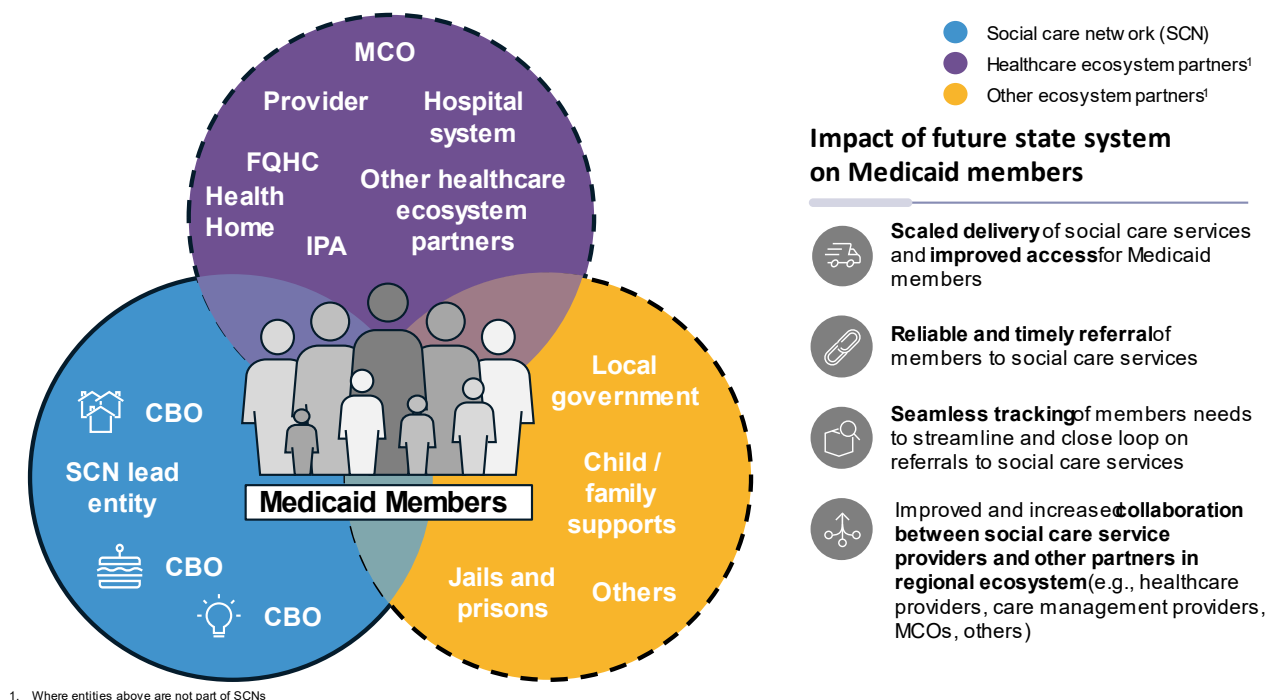 MCO
Provider
Hospital
system
FQHC
Health
Home
Other healthcare
ecosystem
partners
IPA
CBO
SCN lead
entity
CBO
CBO
Medicaid Members
Local
government
Child /
family
supports
Jails and
prisons
Others
Social care network (SCN)
Healthcare ecosystem partners¹
Other ecosystem partners¹
Impact of future state system
on Medicaid members
Scaled delivery of social care services
and improved access for Medicaid
members
Reliable and timely referral of
members to social care services
Seamless tracking of members needs
to streamline and close loop on
referrals to social care services
Improved and increased collaboration
between social care service
providers and other partners in
regional ecosystem (e.g., healthcare
providers, care management providers,
MCOs, others)
1. Where entities above are not part of SCNs